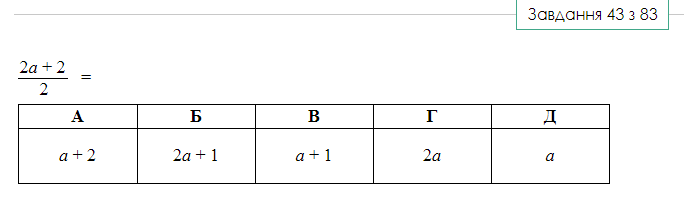 Завдання 43 з 83
2a + 2
2
=
А Б В Г Д
a + 2 2a + 1 a + 1 2a a